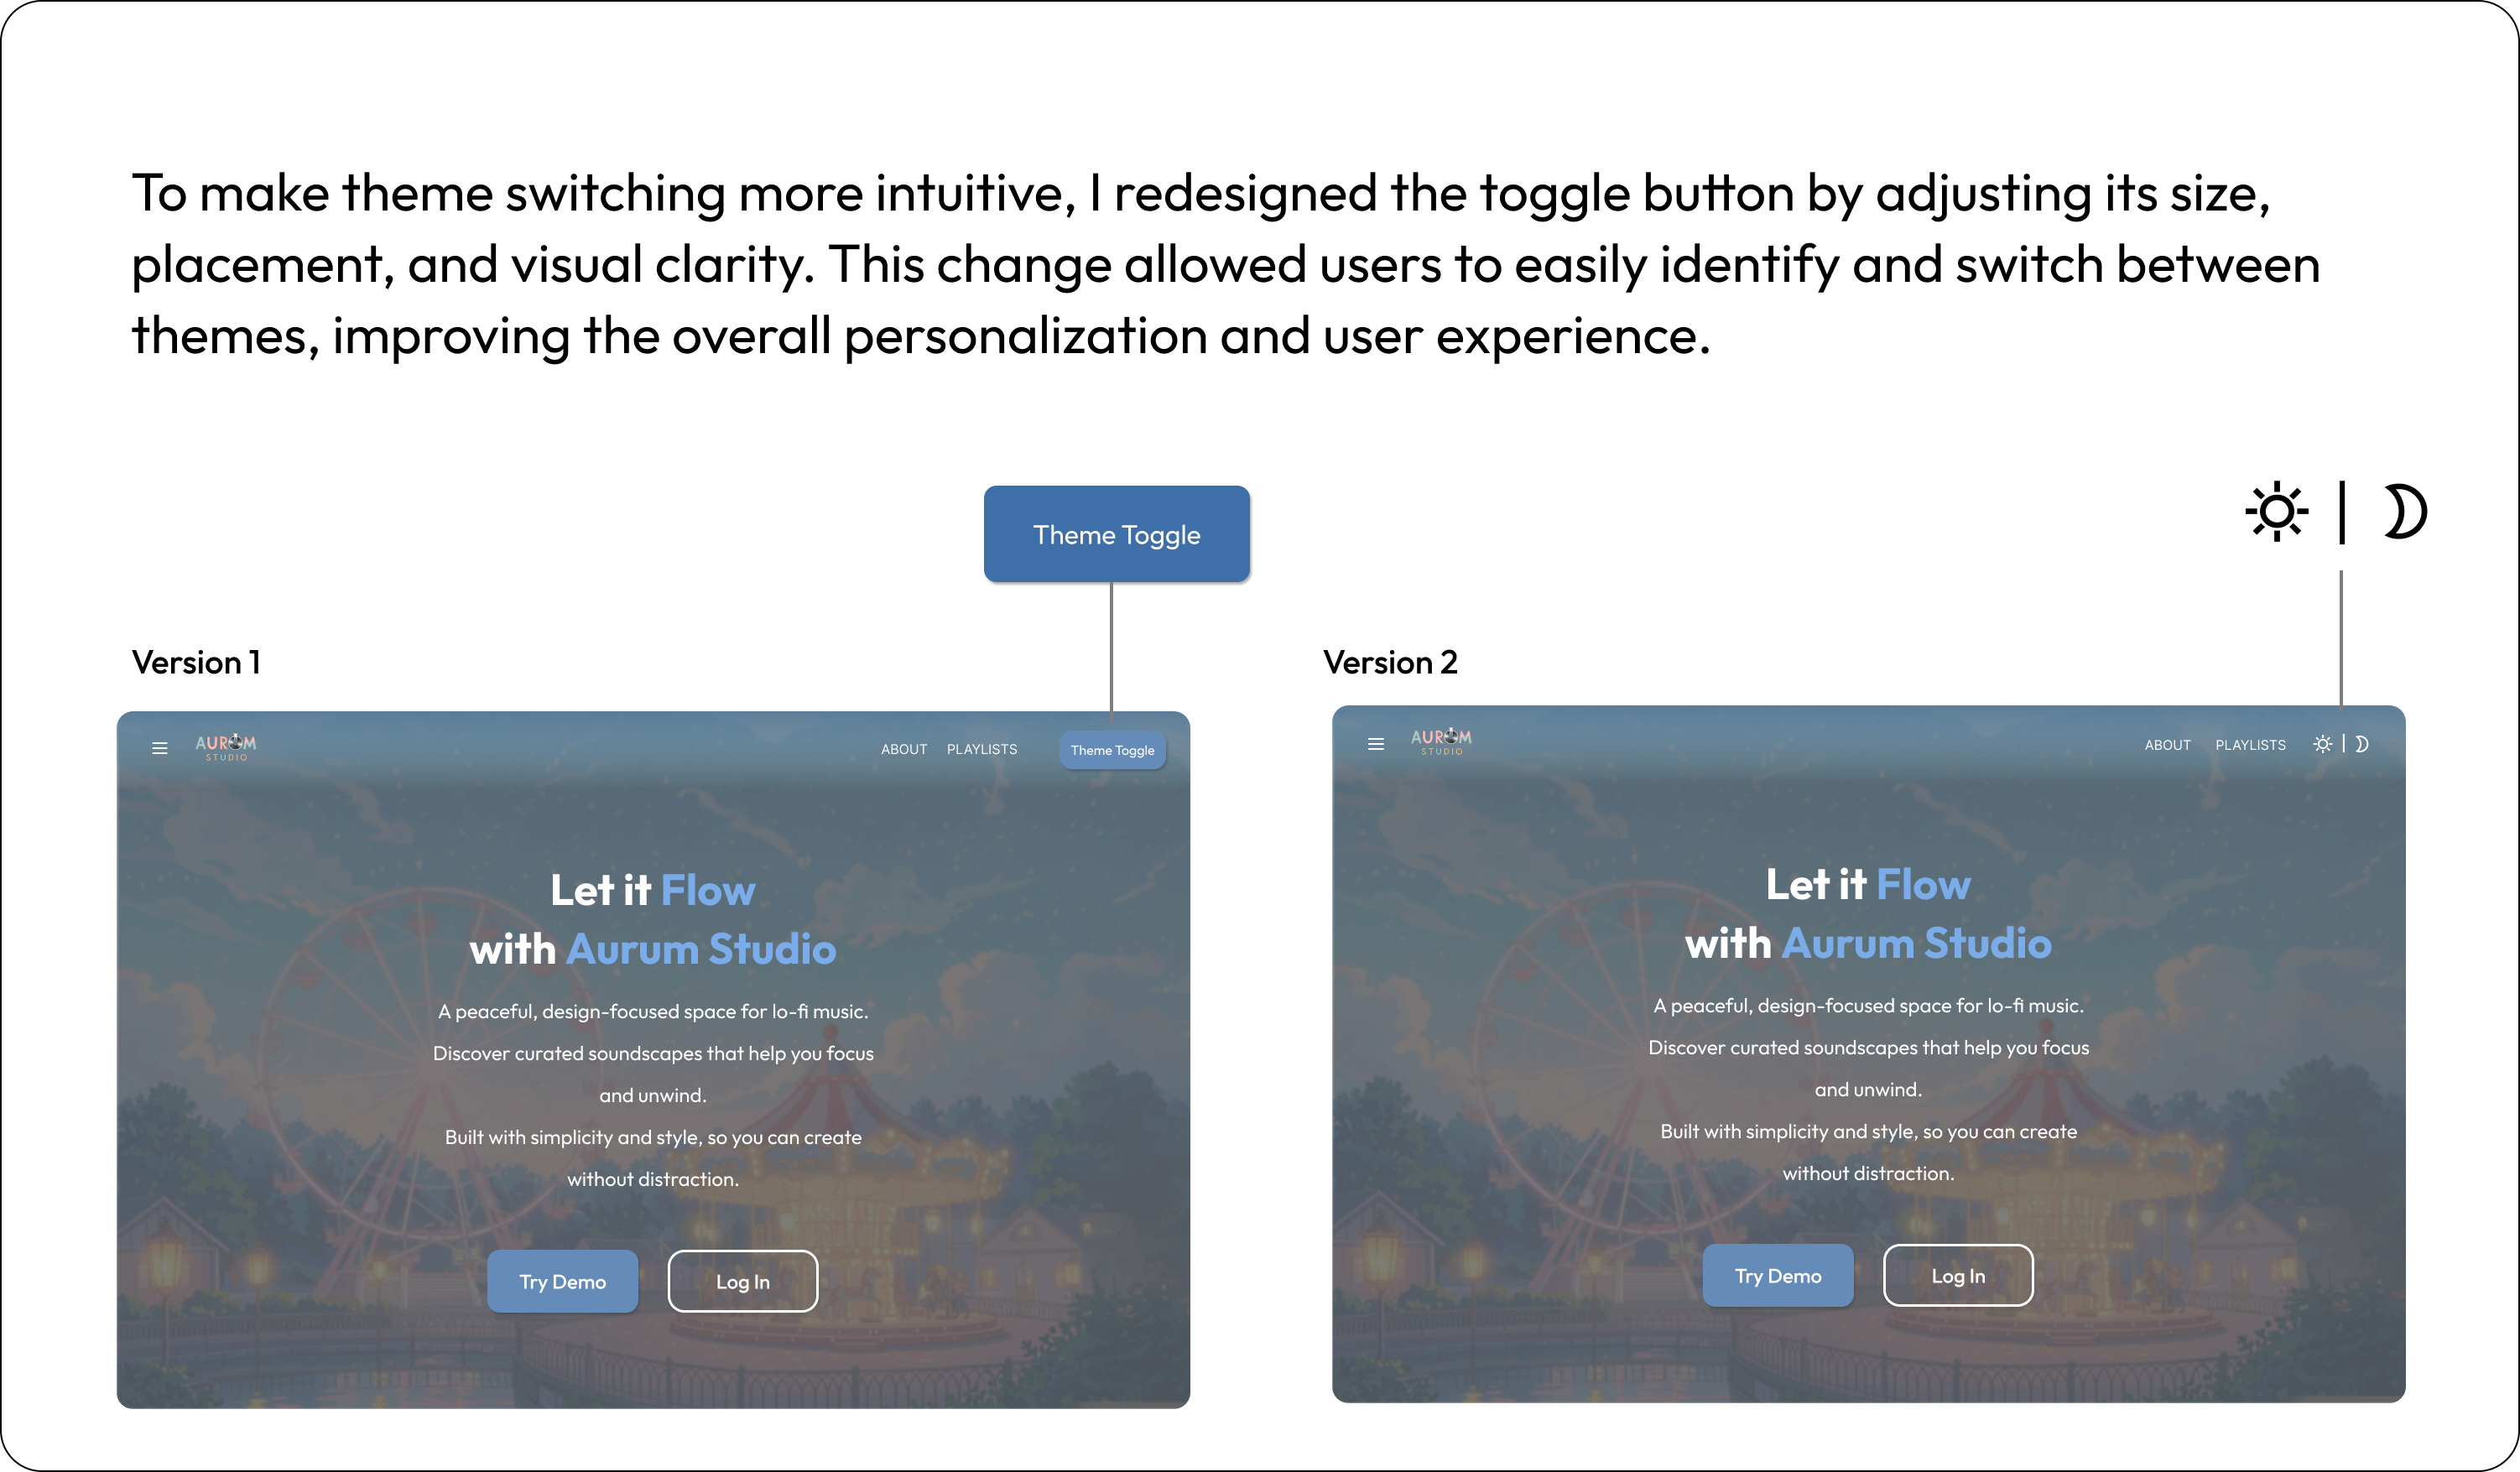 To make theme switching more intuitive, I redesigned the toggle button by adjusting its size,
placement, and visual clarity. This change allowed users to easily identify and switch between
themes, improving the overall personalization and user experience.
Theme Toggle
Version 1
AUROM
STUDIO
ABOUT
PLAYLISTS
Theme Toggle
Let it Flow
with Aurum Studio
A peaceful, design-focused space for lo-fi music.
Discover curated soundscapes that help you focus
and unwind.
Built with simplicity and style, so you can create
without distraction.
Try Demo
Log In
Version 2
AUROM
STUDIO
ABOUT
PLAYLISTS
Let it Flow
with Aurum Studio
A peaceful, design-focused space for lo-fi music.
Discover curated soundscapes that help you focus
and unwind.
Built with simplicity and style, so you can create
without distraction.
Try Demo
Log In